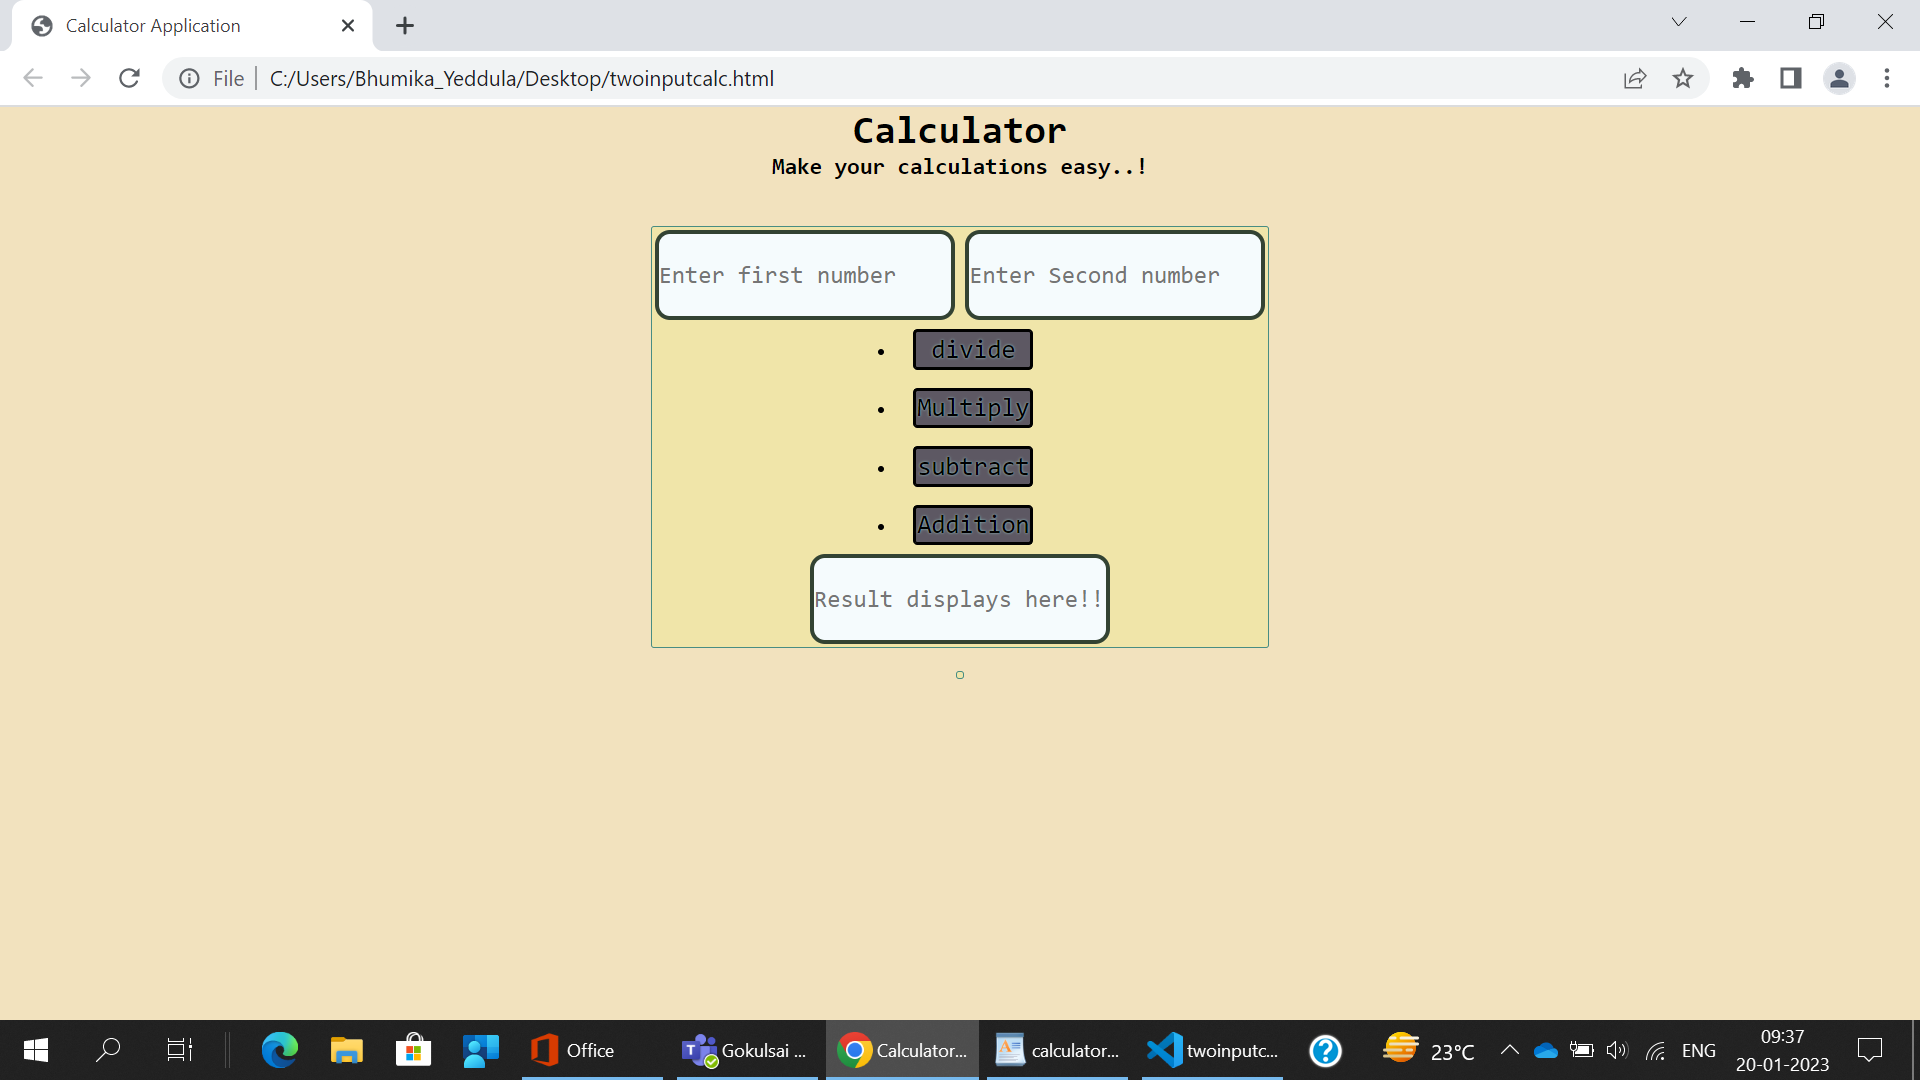 Calculator Application
File
C:/Users/Bhumika_Yeddula/Desktop/twoinputcalc.html
Calculator
Make your calculations easy..!
Enter first number
Enter Second number
• divide
• Multiply
• subtract
• Addition
Result displays here!!
Office
Gokulsai ...
Calculator...
calculator...
twoinputc...
23°C
ENG
09:37
20-01-2023